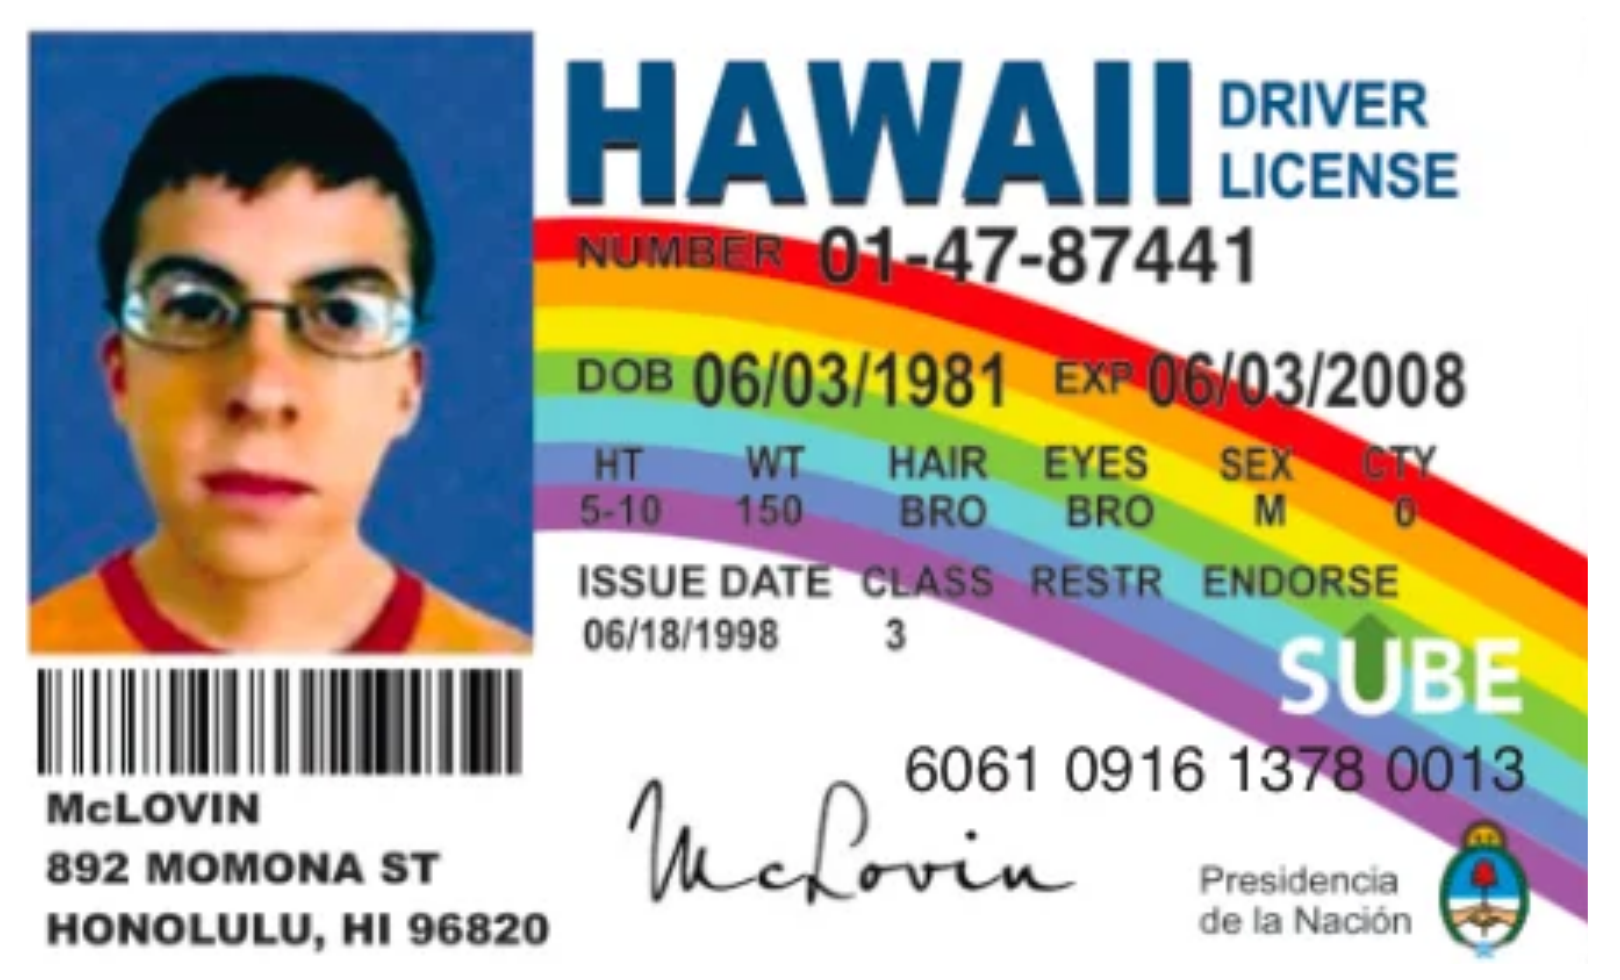 HAWAII DRIVER LICENSE
NUMBER 01-47-87441
DOB 06/03/1981 EXP 06/03/2008
HT WT HAIR EYES SEX CTY
5-10 150 BRO BRO M 0
ISSUE DATE CLASS RESTR ENDORSE
06/18/1998 3
SUBE
6061 0916 1378 0013
McLovin
Presidencia
de la Nación
McLOVIN
892 MOMONA ST
HONOLULU, HI 96820